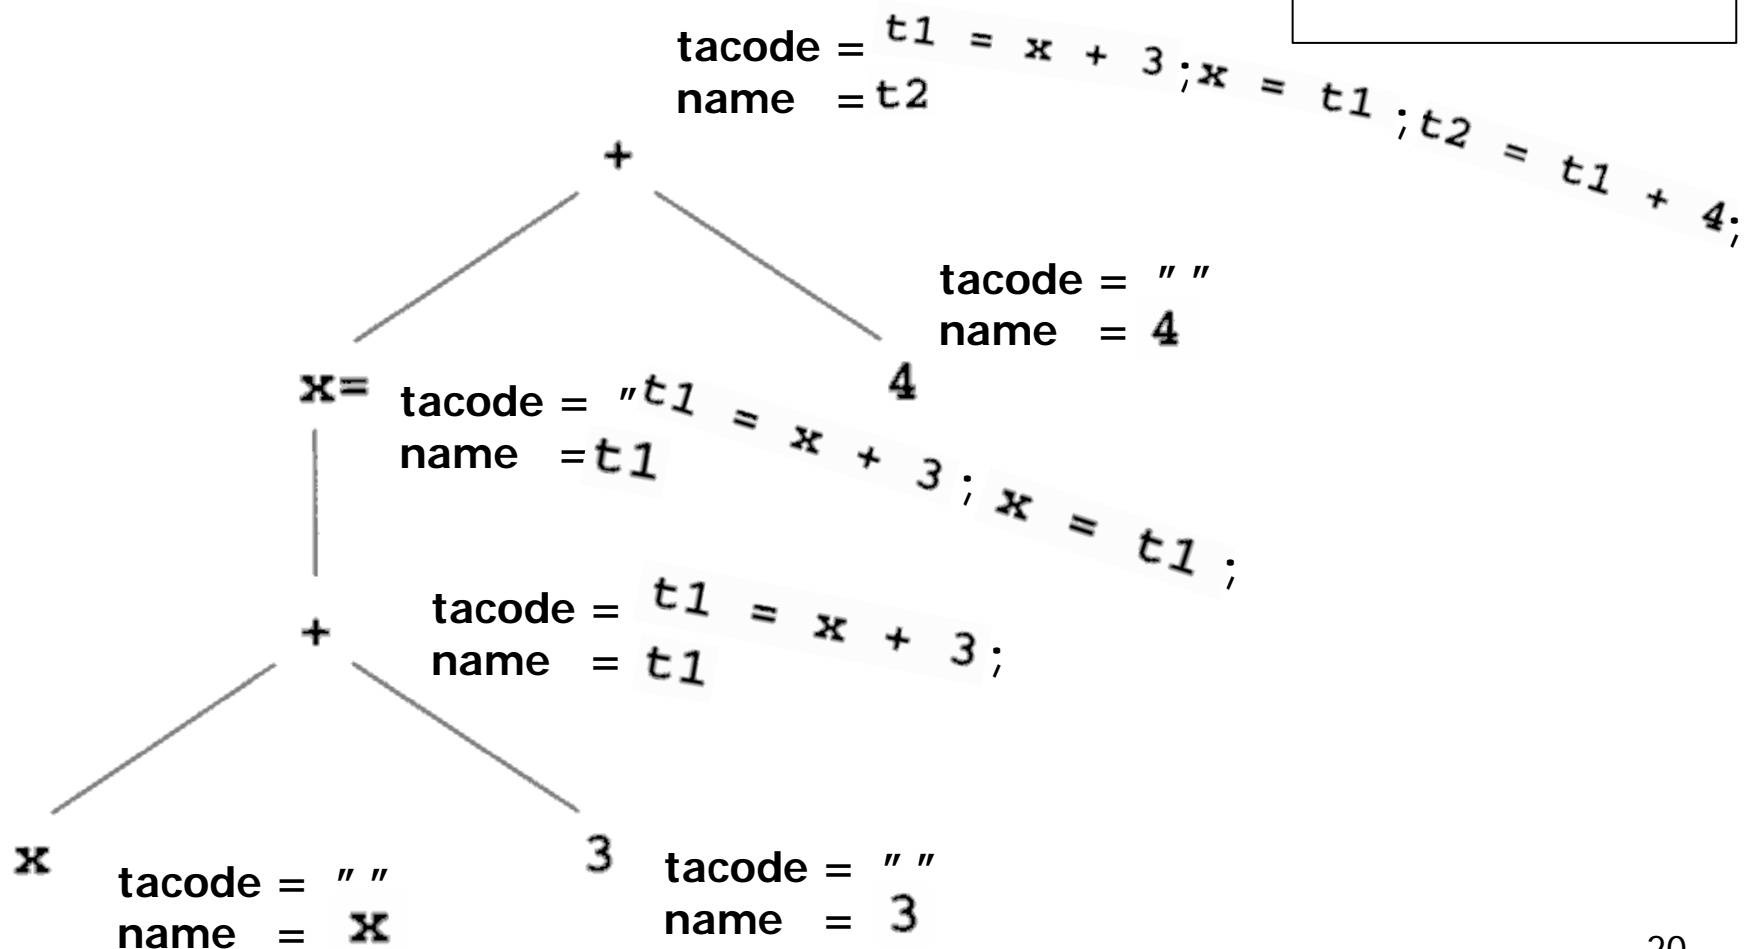 tacode = t1 = x + 3 ;x = t1 ;t2 = t1 + 4;
name = t2
+
tacode = " "
name = 4
x=
4
tacode = "t1 = x + 3 ; x = t1 ;
name = t1
tacode = t1 = x + 3 ;
name = t1
+
x
3
tacode = " "
name = x
tacode = " "
name = 3
20